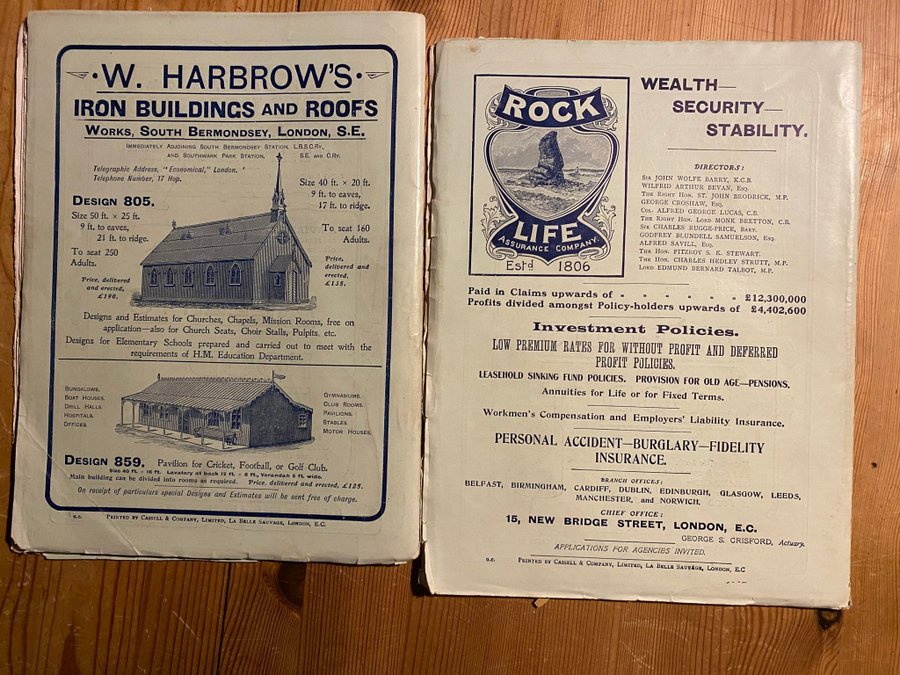 W. HARBROW'S
IRON BUILDINGS AND ROOFS
WORKS, SOUTH BERMONDSEY, LONDON, S.E.
IMMEDIATELY ADJOINING SOUTH BERMONDSEY STATION, L.B.S.C.RY.,
AND SOUTHWARK PARK STATION, S.E. AND C.RY.
Telegraphic Address, "Economical," London.
Telephone Number, 17 Hop.
DESIGN 805.
Size 50 ft. × 25 ft.
9 ft. to eaves,
21 ft. to ridge.
To seat 250
Adults.
Price, delivered
and erected,
£190.
Size 40 ft. × 20 ft.
9 ft. to eaves,
17 ft. to ridge.
To seat 160
Adults.
Price,
delivered and
erected,
£135.
Designs and Estimates for Churches, Chapels, Mission Rooms, free on
application—also for Church Seats, Choir Stalls, Pulpits, etc.
Designs for Elementary Schools prepared and carried out to meet with the
requirements of H.M. Education Department.
BUNGALOWS,
BOAT HOUSES,
DRILL HALLS,
HOSPITALS,
OFFICES.
GYMNASIUMS,
CLUB ROOMS,
PAVILIONS,
STABLES,
MOTOR HOUSES.
DESIGN 859. Pavilion for Cricket, Football, or Golf Club.
Size 40 ft. × 16 ft. Lavatory at back 12 ft. × 6 ft., Verandah 5 ft. wide.
Main building can be divided into rooms as required. Price, delivered and erected, £125.
On receipt of particulars special Designs and Estimates will be sent free of charge.
PRINTED BY CASSELL & COMPANY, LIMITED, LA BELLE SAUVAGE, LONDON, E.C.
ROCK
LIFE
ASSURANCE COMPANY.
Estd 1806
WEALTH—
SECURITY—
STABILITY.
DIRECTORS:
SIR JOHN WOLFE BARRY, K.C.B.
WILFRID ARTHUR BEVAN, ESQ.
THE RIGHT HON. ST. JOHN BRODRICK, M.P.
GEORGE CROSHAW, ESQ.
COL. ALFRED GEORGE LUCAS, C.B.
THE RIGHT HON. LORD MONK BRETTON, C.B.
SIR CHARLES RUGGE-PRICE, BART.
GODFREY BLUNDELL SAMUELSON, ESQ.
ALFRED SAVILL, ESQ.
THE HON. FITZROY S. K. STEWART.
THE HON. CHARLES HEDLEY STRUTT, M.P.
LORD EDMUND BERNARD TALBOT, M.P.
Paid in Claims upwards of - - - - - - £12,300,000
Profits divided amongst Policy-holders upwards of £4,402,600
Investment Policies.
LOW PREMIUM RATES FOR WITHOUT PROFIT AND DEFERRED
PROFIT POLICIES.
LEASEHOLD SINKING FUND POLICIES. PROVISION FOR OLD AGE—PENSIONS.
Annuities for Life or for Fixed Terms.
Workmen's Compensation and Employers' Liability Insurance.
PERSONAL ACCIDENT—BURGLARY—FIDELITY
INSURANCE.
BRANCH OFFICES:
BELFAST, BIRMINGHAM, CARDIFF, DUBLIN, EDINBURGH, GLASGOW, LEEDS,
MANCHESTER, and NORWICH.
CHIEF OFFICE:
15, NEW BRIDGE STREET, LONDON, E.C.
GEORGE S. CRISFORD, Actuary.
APPLICATIONS FOR AGENCIES INVITED.
PRINTED BY CASSELL & COMPANY, LIMITED, LA BELLE SAUVAGE, LONDON, E.C